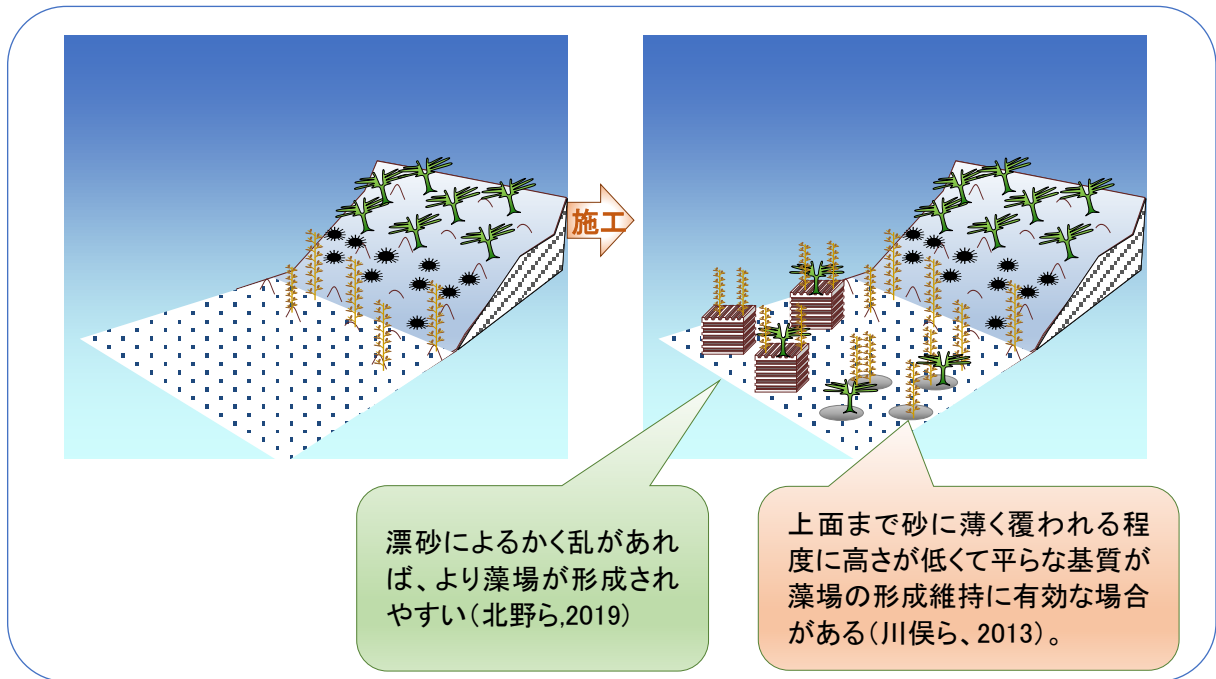 施工
漂砂によるかく乱があれ
ば、より藻場が形成され
やすい(北野ら,2019)
上面まで砂に薄く覆われる程
度に高さが低くて平らな基質が
藻場の形成維持に有効な場合
がある(川俣ら、2013)。